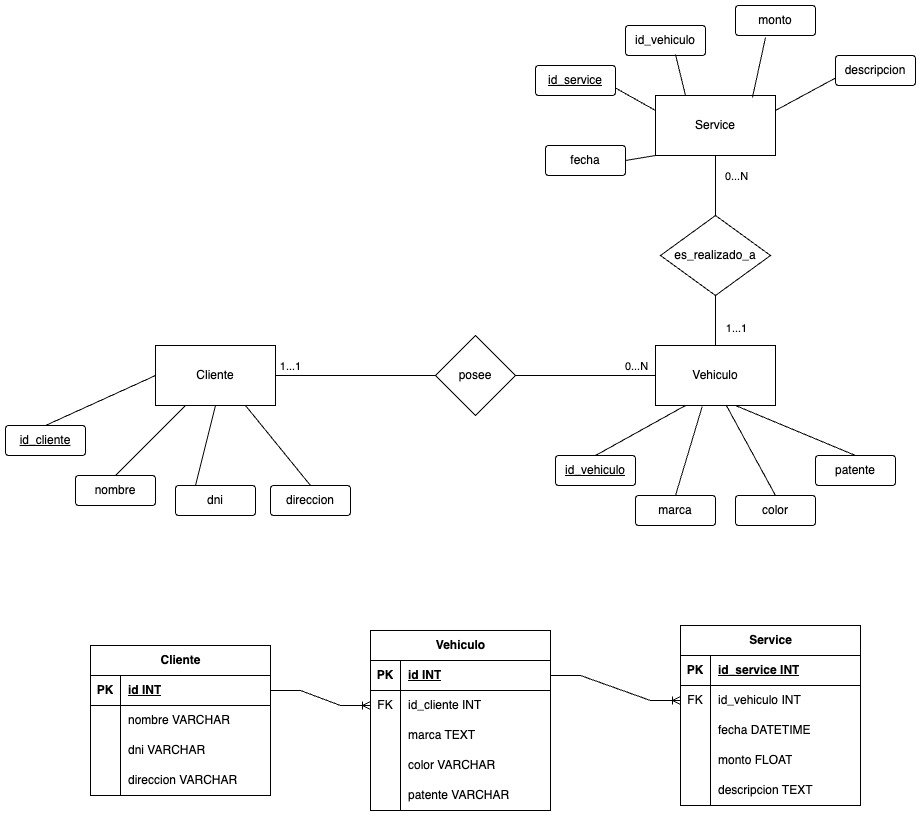 monto
id_vehiculo
descripcion
id_service
Service
fecha
0...N
es_realizado_a
1...1
Cliente
1...1
posee
0...N
Vehiculo
id_cliente
nombre
dni
direccion
id_vehiculo
marca
color
patente
Cliente
PK id INT
nombre VARCHAR
dni VARCHAR
direccion VARCHAR
Vehiculo
PK id INT
FK id_cliente INT
marca TEXT
color VARCHAR
patente VARCHAR
Service
PK id_service INT
FK id_vehiculo INT
fecha DATETIME
monto FLOAT
descripcion TEXT